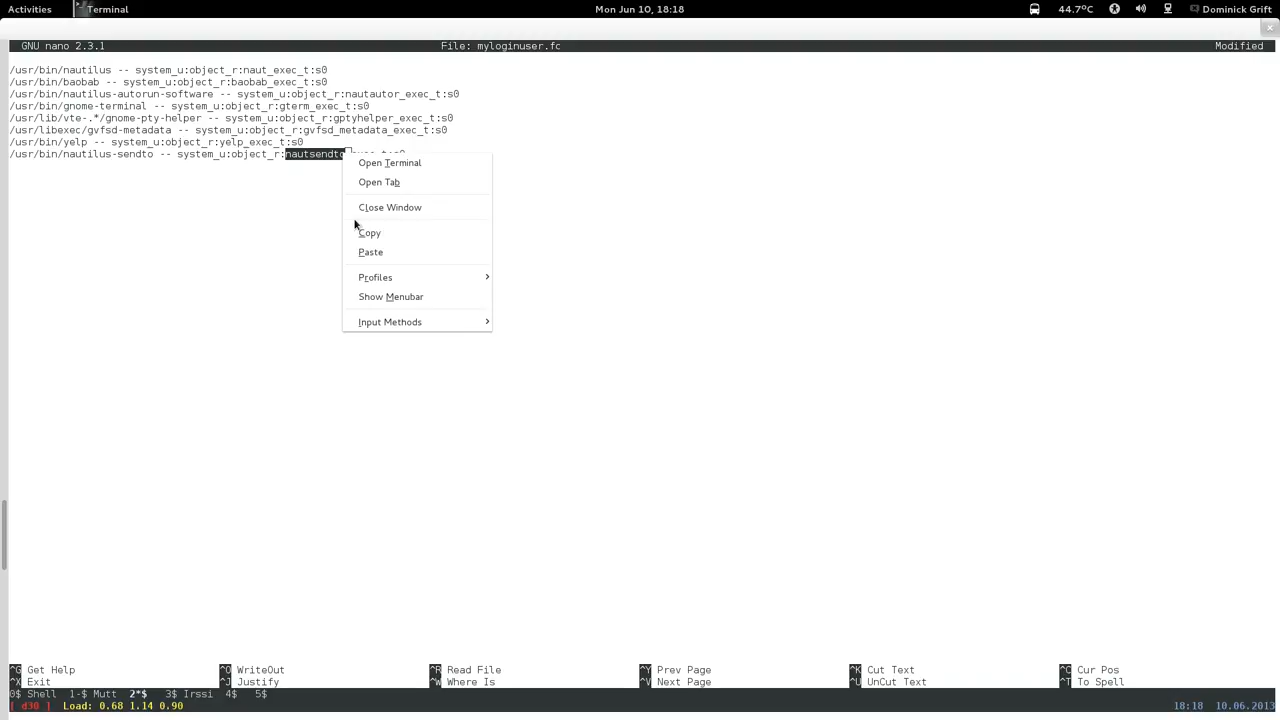 Activities Terminal Mon Jun 10, 18:18 44.7°C Dominick Grift
GNU nano 2.3.1 File: myloginuser.fc Modified
/usr/bin/nautilus -- system_u:object_r:naut_exec_t:s0
/usr/bin/baobab -- system_u:object_r:baobab_exec_t:s0
/usr/bin/nautilus-autorun-software -- system_u:object_r:nautautor_exec_t:s0
/usr/bin/gnome-terminal -- system_u:object_r:gterm_exec_t:s0
/usr/lib/vte-.*/gnome-pty-helper -- system_u:object_r:gptyhelper_exec_t:s0
/usr/libexec/gvfsd-metadata -- system_u:object_r:gvfsd_metadata_exec_t:s0
/usr/bin/yelp -- system_u:object_r:yelp_exec_t:s0
/usr/bin/nautilus-sendto -- system_u:object_r:nautsendto_exec_t:s0
Open Terminal
Open Tab
Close Window
Copy
Paste
Profiles
Show Menubar
Input Methods
^G Get Help ^O WriteOut ^R Read File ^Y Prev Page ^K Cut Text ^C Cur Pos
^X Exit ^J Justify ^W Where Is ^V Next Page ^U UnCut Text ^T To Spell
0$ Shell 1-$ Mutt 2*$ 3$ Irssi 4$ 5$
[ d30 ] Load: 0.68 1.14 0.90 18:18 10.06.2013